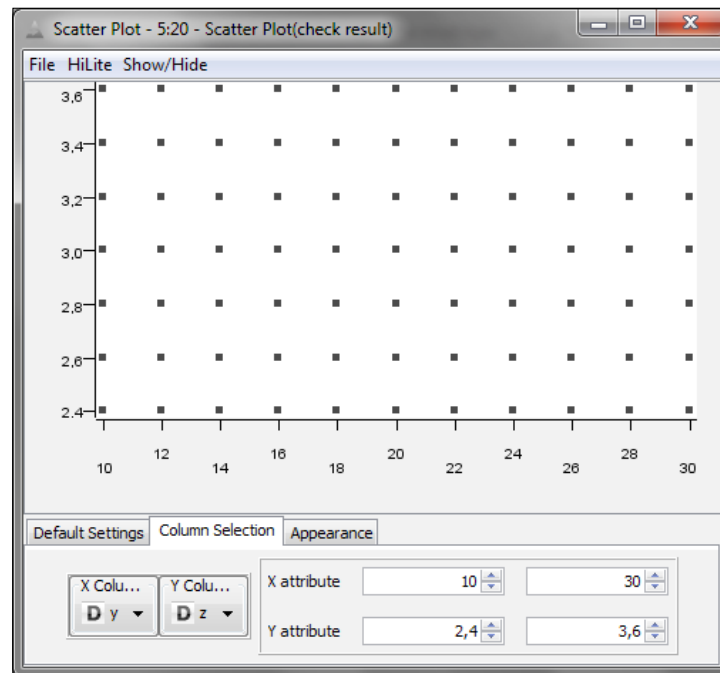 Scatter Plot - 5:20 - Scatter Plot(check result)
File HiLite Show/Hide
3,6
3,4
3,2
3,0
2,8
2,6
2,4
10 12 14 16 18 20 22 24 26 28 30
Default Settings Column Selection Appearance
X Colu... Y Colu... X attribute 10 30
D y D z
Y attribute 2,4 3,6